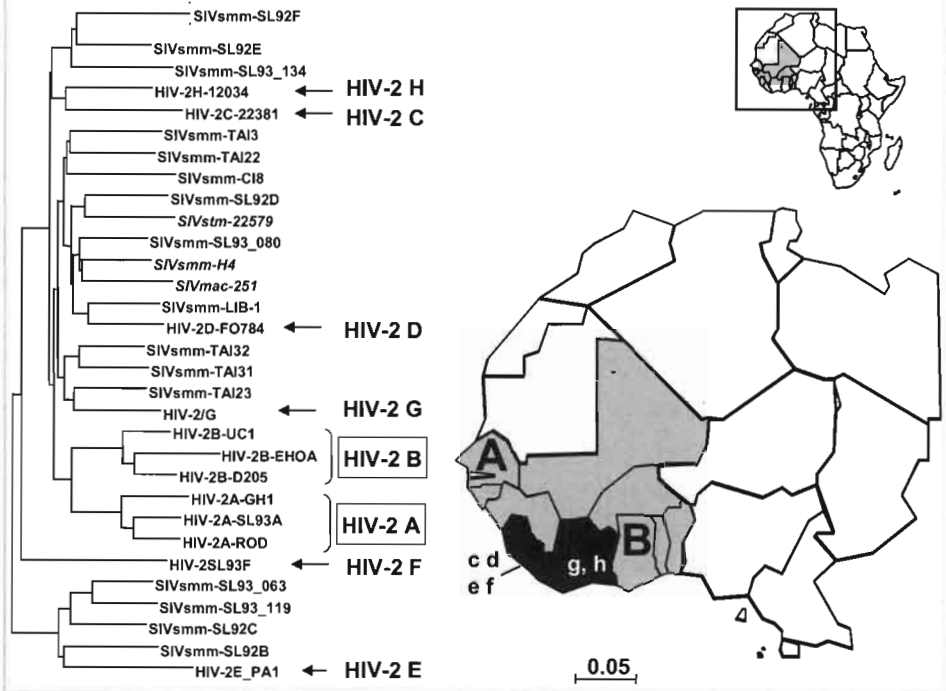 SIVsmm-SL92F
SIVsmm-SL92E
SIVsmm-SL93_134
HIV-2H-12034
HIV-2 H
HIV-2C-22381
HIV-2 C
SIVsmm-TAI3
SIVsmm-TAI22
SIVsmm-CI8
SIVsmm-SL92D
SIVstm-22579
SIVsmm-SL93_080
SIVsmm-H4
SIVmac-251
SIVsmm-LIB-1
HIV-2D-FO784
HIV-2 D
SIVsmm-TAI32
SIVsmm-TAI31
SIVsmm-TAI23
HIV-2/G
HIV-2 G
HIV-2B-UC1
HIV-2B-EHOA
HIV-2B-D205
HIV-2 B
HIV-2A-GH1
HIV-2A-SL93A
HIV-2A-ROD
HIV-2 A
HIV-2SL93F
HIV-2 F
SIVsmm-SL93_063
SIVsmm-SL93_119
SIVsmm-SL92C
SIVsmm-SL92B
HIV-2E_PA1
HIV-2 E
A
B
c d
e f
g, h
0.05